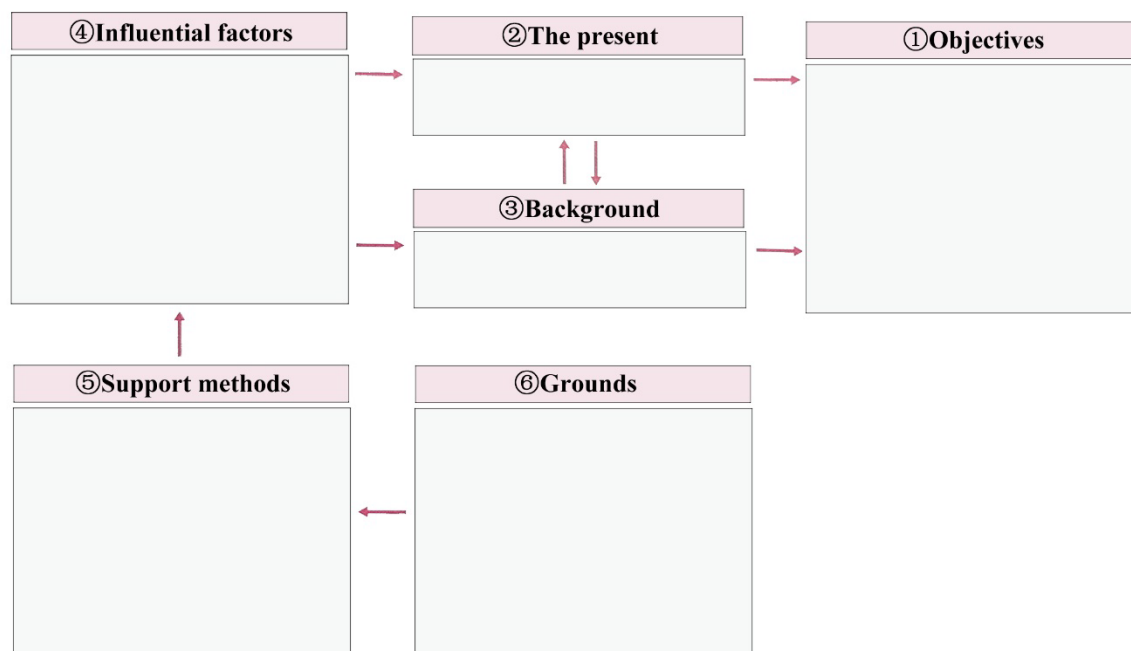 ④Influential factors
②The present
①Objectives
③Background
⑤Support methods
⑥Grounds